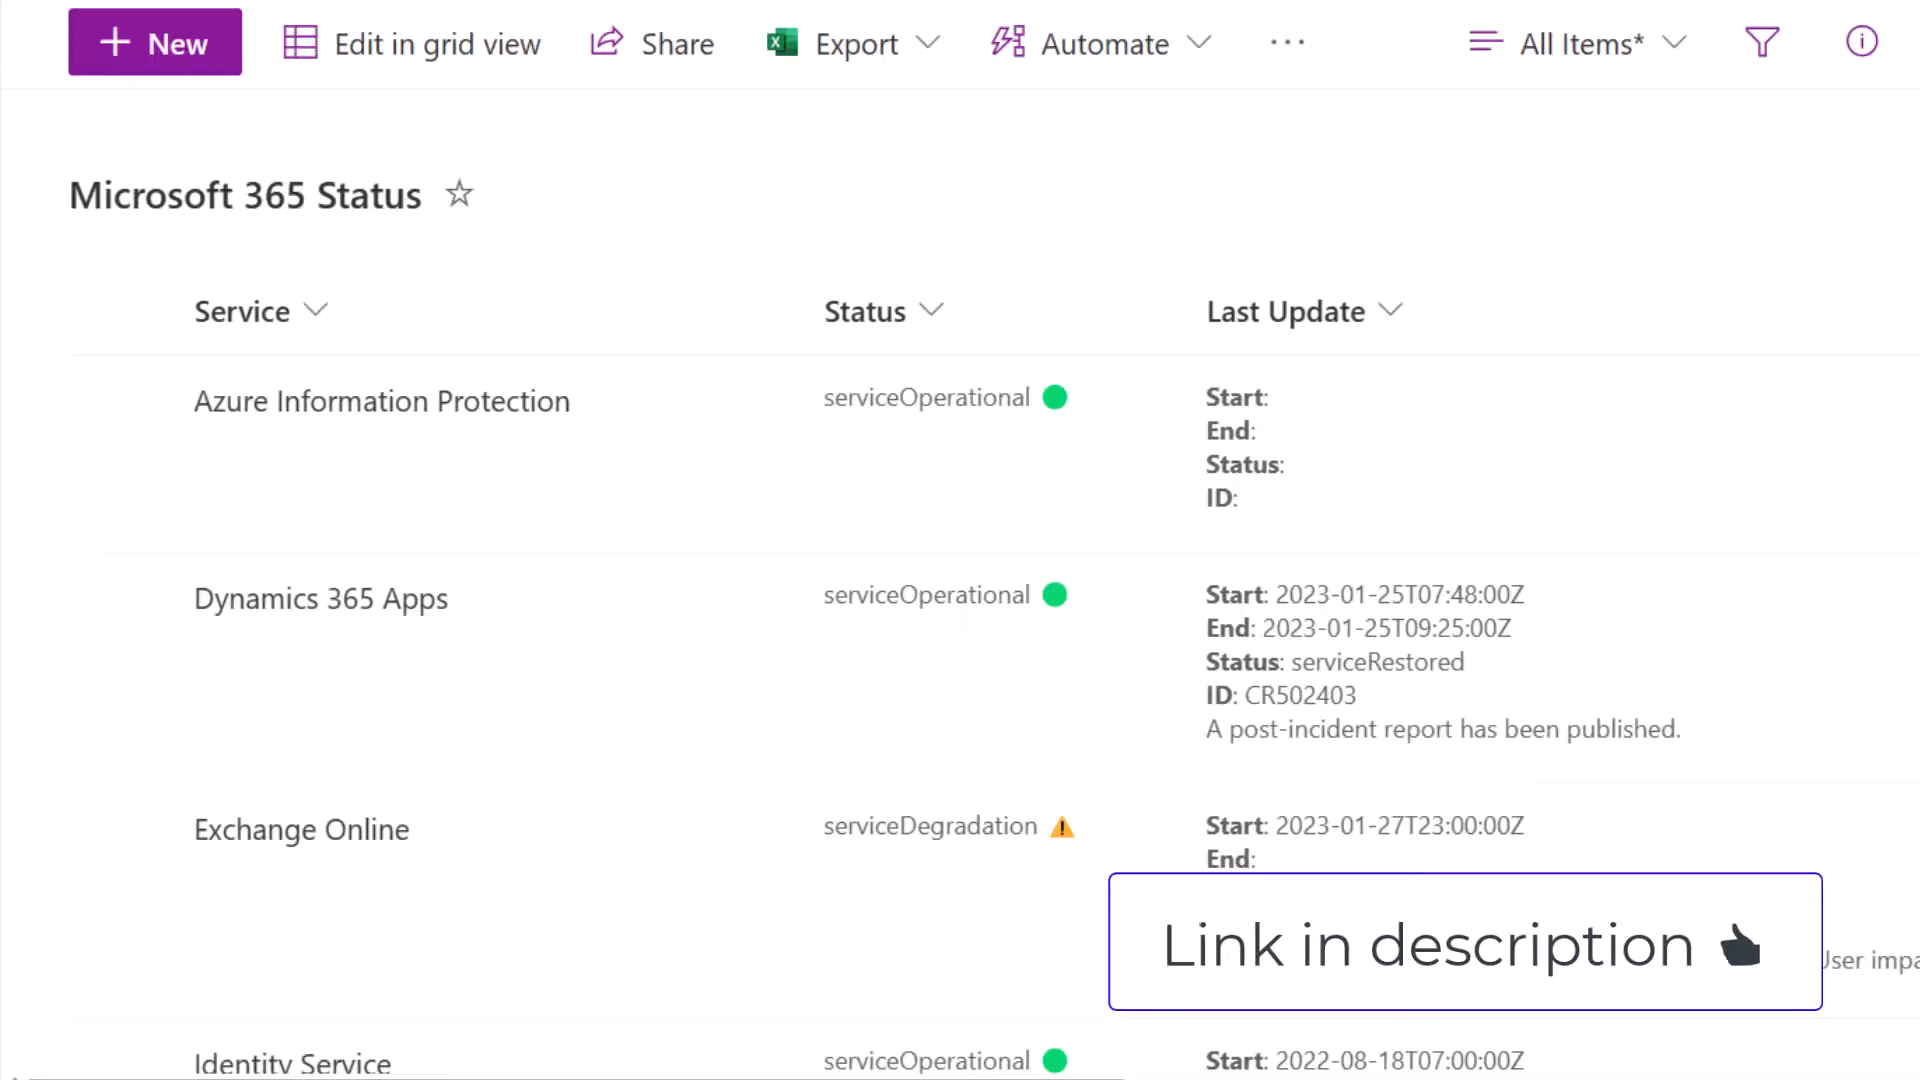 New Edit in grid view Share Export Automate ··· All Items*
Microsoft 365 Status
Service Status Last Update
Azure Information Protection serviceOperational Start:
End:
Status:
ID:
Dynamics 365 Apps serviceOperational Start: 2023-01-25T07:48:00Z
End: 2023-01-25T09:25:00Z
Status: serviceRestored
ID: CR502403
A post-incident report has been published.
Exchange Online serviceDegradation Start: 2023-01-27T23:00:00Z
End:
Link in description
User impa
Identity Service serviceOperational Start: 2022-08-18T07:00:00Z